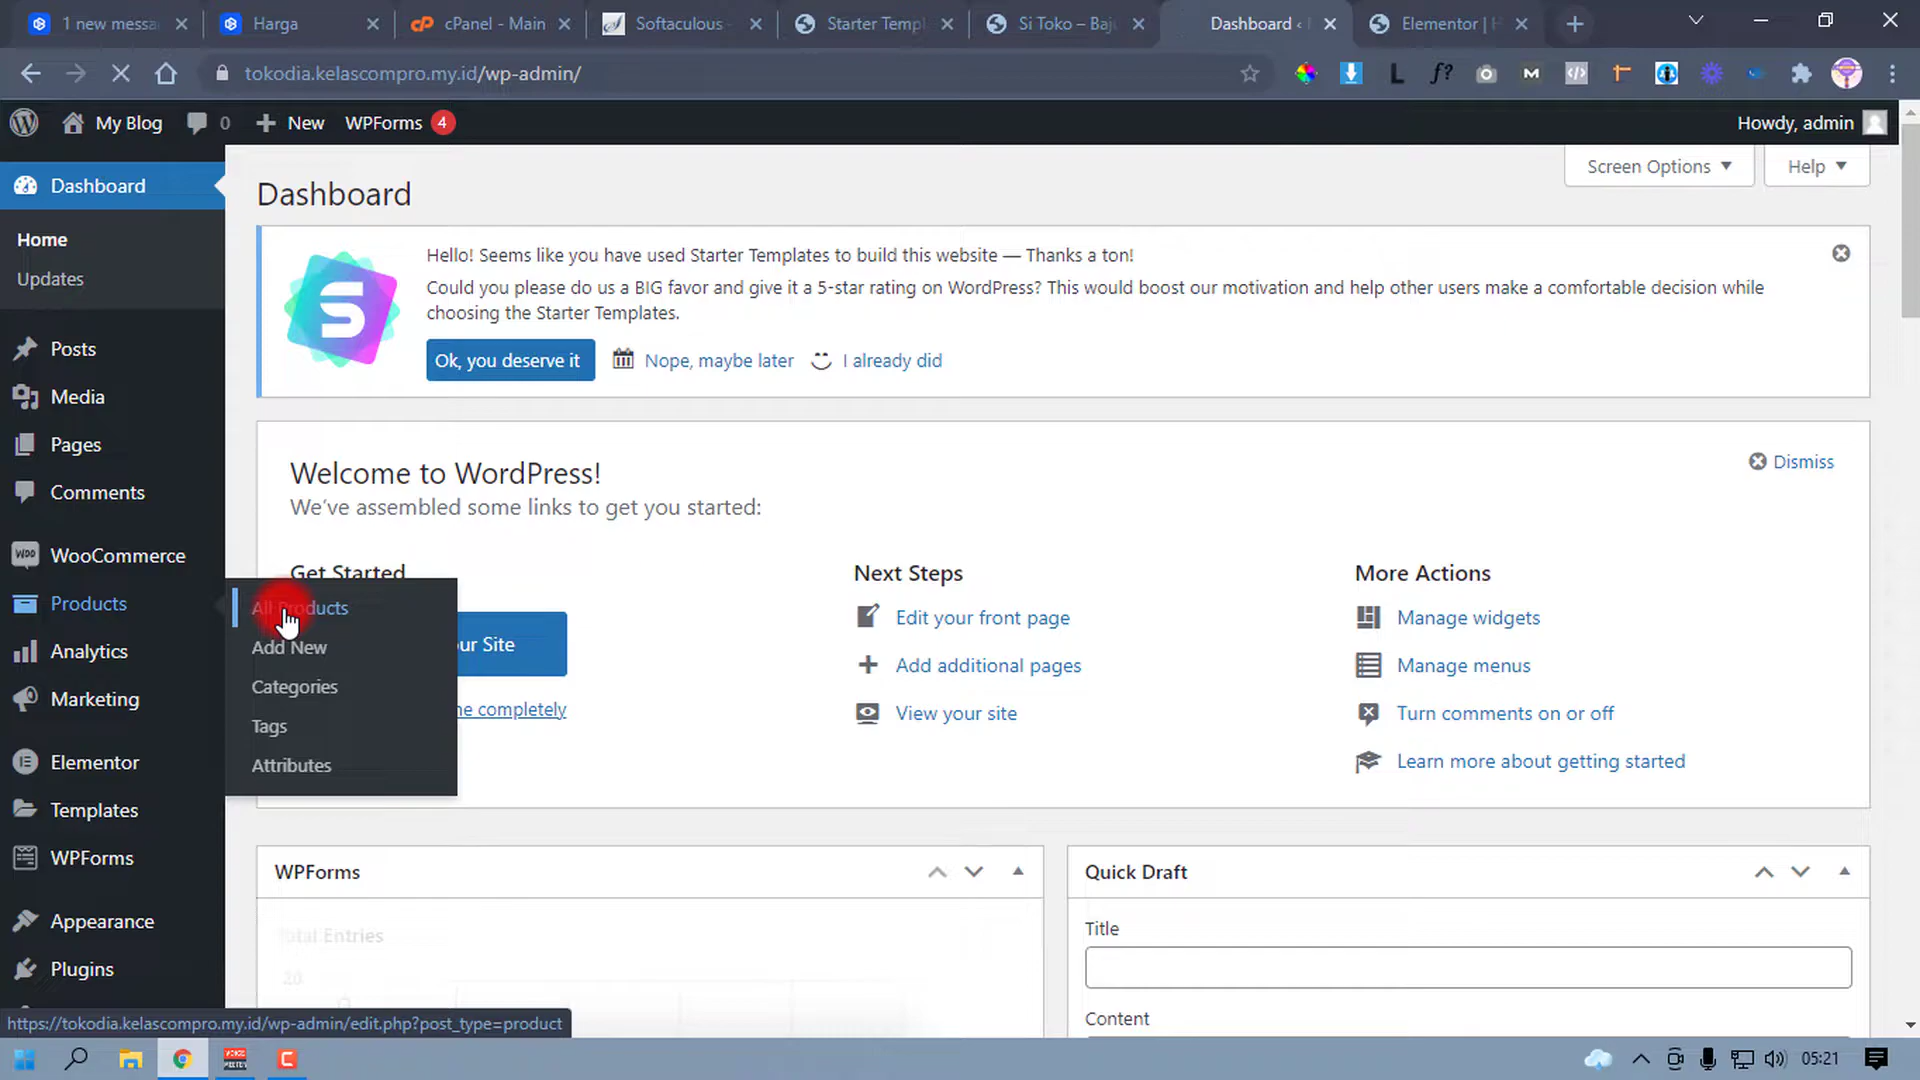 1 new messa
Harga
cPanel - Main
Softaculous -
Starter Templ
Si Toko – Baju
Dashboard ‹
Elementor | H
tokodia.kelascompro.my.id/wp-admin/
My Blog
0
New
WPForms 4
Howdy, admin
Dashboard
Home
Updates
Posts
Media
Pages
Comments
WooCommerce
Products
Analytics
Marketing
Elementor
Templates
WPForms
Appearance
Plugins
All Products
Add New
Categories
Tags
Attributes
Screen Options
Help
Dashboard
Hello! Seems like you have used Starter Templates to build this website — Thanks a ton!
Could you please do us a BIG favor and give it a 5-star rating on WordPress? This would boost our motivation and help other users make a comfortable decision while
choosing the Starter Templates.
Ok, you deserve it
Nope, maybe later
I already did
Welcome to WordPress!
Dismiss
We've assembled some links to get you started:
Get Started
our Site
completely
Next Steps
Edit your front page
Add additional pages
View your site
More Actions
Manage widgets
Manage menus
Turn comments on or off
Learn more about getting started
WPForms
Total Entries
20
Quick Draft
Title
Content
https://tokodia.kelascompro.my.id/wp-admin/edit.php?post_type=product
05:21